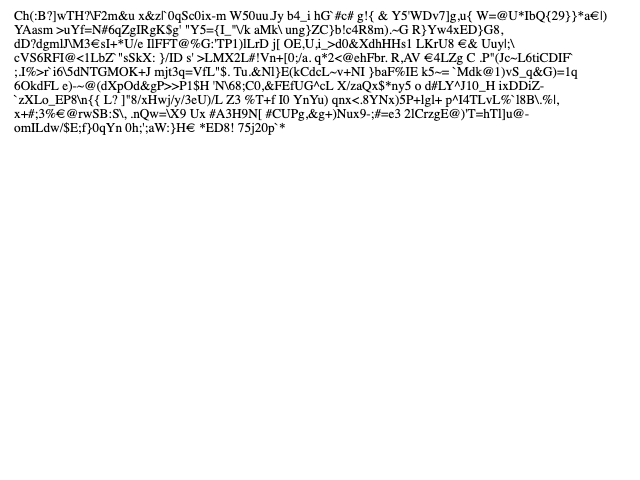 Ch(:B?]wTH?\F2m&u x&zſ`0qSc0ix-m W50uu.Jy b4_i hG`#c# g!{ & Y5'WDv7]g,u{ W=@U*IbQ{29}}*a€|)
YAasm >uYf=N#6qZgIRgK$g' "Y5={I_"\/k aMk\ ung}ZC}b!c4R8m).~G R}Yw4xED}G8,
dD?dgmlJ\M3€sI+*U/e IlFFT@%G:'TP1)lLrD j[ OE,U,i_>d0&XdhHHs1 LKrU8 €& Uuy|;\
cVS6RFI@<1LbZ`"sSkX: }/ID s' >LMX2L#!Vn+[0;/a. q*2<@ehFbr. R,AV €4LZg C .P"(Jc~L6tiCDIF`
;.I%>r`i6\5dNTGMOK+J mjt3q=VfL"$. Tu.&Nl}E(kCdcL~v+NI }baF%IE k5~= `Mdk@1)vS_q&G)=1q
6OkdFL e)-~@(dXpOd&gP>>P1$H 'N\68;C0,&FEfUG^cL X/zaQx$*ny5 o d#LY^J10_H ixDDiZ-
`zXLo_EP8\n{{ L? ]"8/xHwj/y/3eU)/L Z3 %T+f I0 YnYu) qnx<.8YNx)5P+lgl+ p^I4TLvL%`l8B\.%|,
x+#;3%€@rwSB:S\, .nQw=\X9 Ux #A3H9N[ #CUPg,&g+)Nux9-;#=e3 2lCrzgE@)'T=hTl]u@-
omILdw/$E;f}0qYn 0h;';aW:}H€ *ED8! 75j20p`*